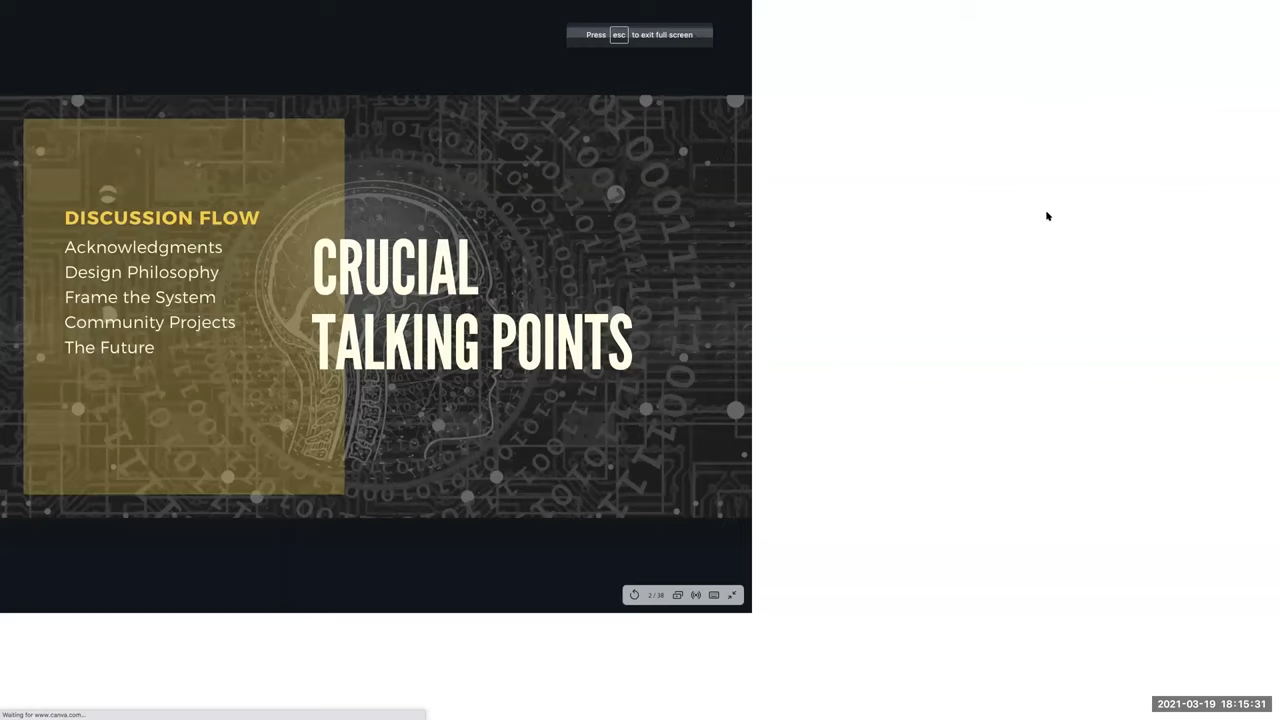 Press esc to exit full screen
DISCUSSION FLOW
Acknowledgments
Design Philosophy
Frame the System
Community Projects
The Future
CRUCIAL
TALKING POINTS
2 / 38
Waiting for www.canva.com...
2021-03-19 18:15:31